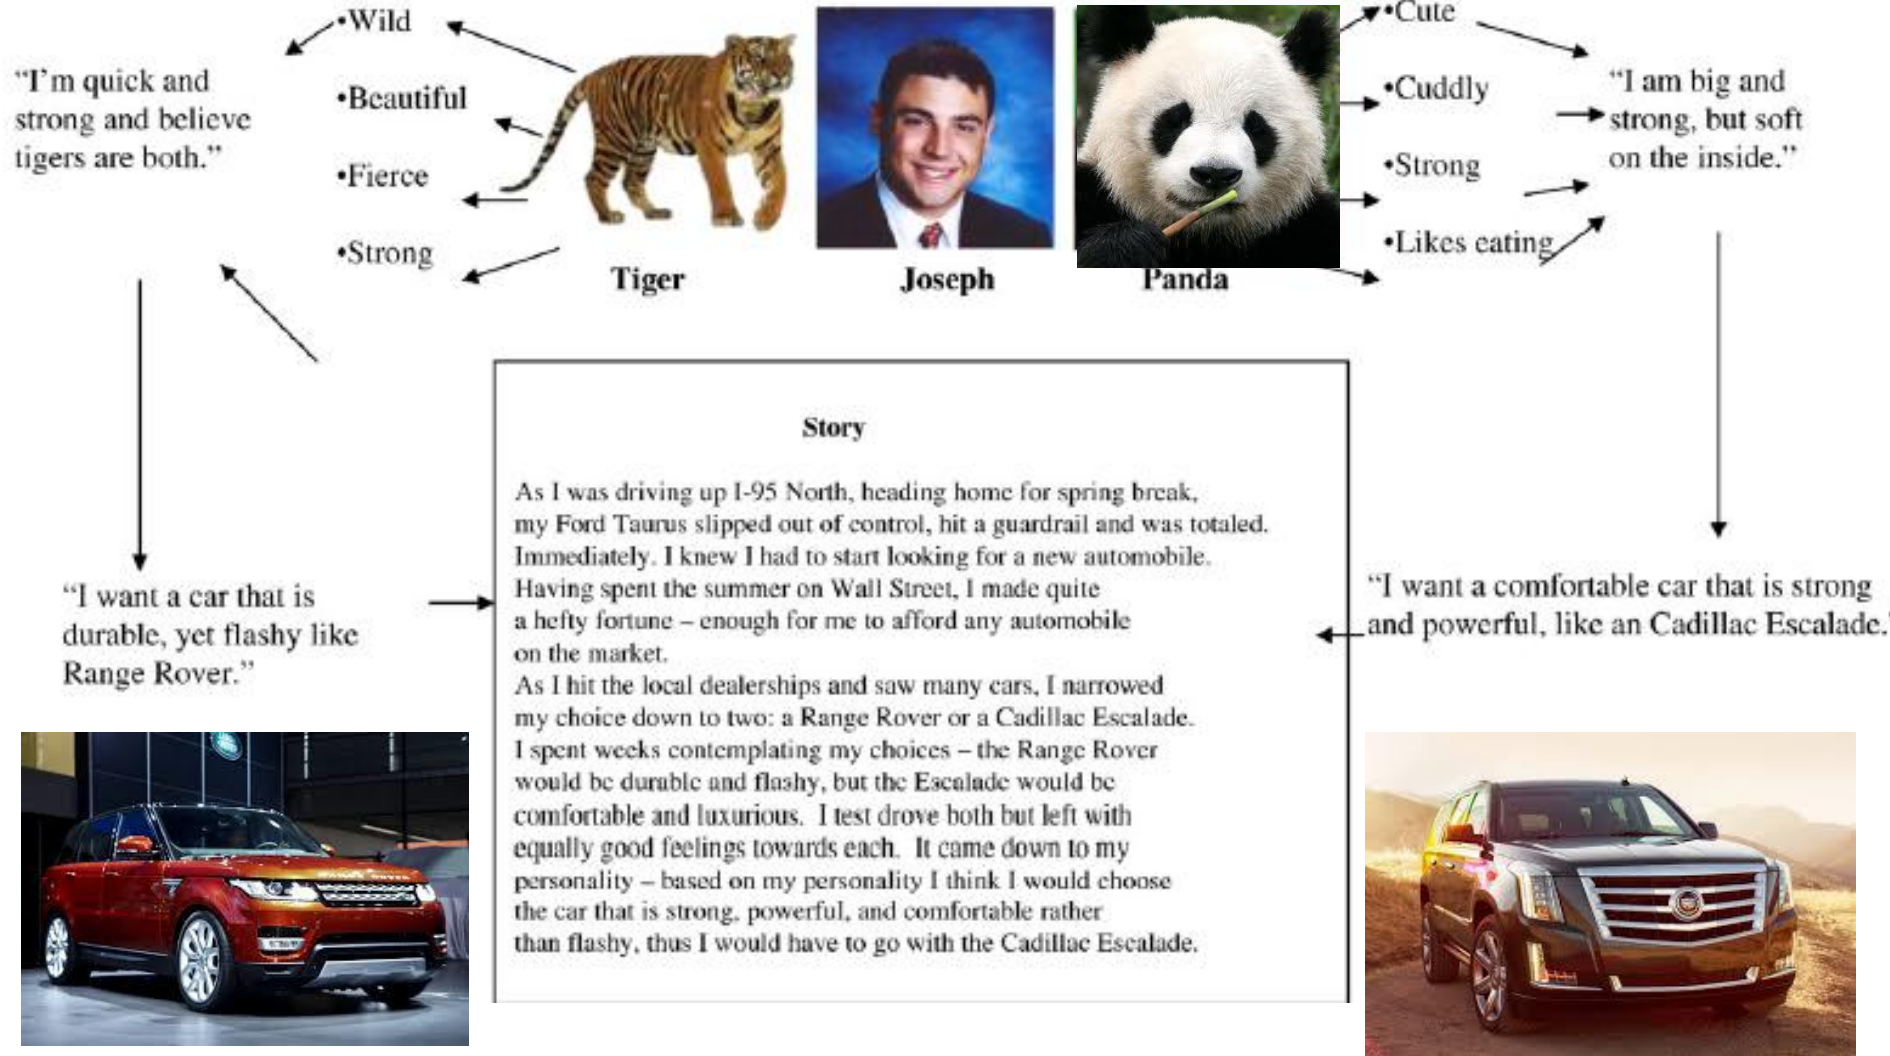 •Wild
•Beautiful
•Fierce
•Strong
"I'm quick and
strong and believe
tigers are both."
Tiger
Joseph
Panda
•Cute
•Cuddly
•Strong
•Likes eating
"I am big and
strong, but soft
on the inside."
Story
As I was driving up I-95 North, heading home for spring break,
my Ford Taurus slipped out of control, hit a guardrail and was totaled.
Immediately. I knew I had to start looking for a new automobile.
Having spent the summer on Wall Street, I made quite
a hefty fortune – enough for me to afford any automobile
on the market.
As I hit the local dealerships and saw many cars, I narrowed
my choice down to two: a Range Rover or a Cadillac Escalade.
I spent weeks contemplating my choices – the Range Rover
would be durable and flashy, but the Escalade would be
comfortable and luxurious. I test drove both but left with
equally good feelings towards each. It came down to my
personality – based on my personality I think I would choose
the car that is strong, powerful, and comfortable rather
than flashy, thus I would have to go with the Cadillac Escalade.
"I want a car that is
durable, yet flashy like
Range Rover."
"I want a comfortable car that is strong
and powerful, like an Cadillac Escalade.'
RANGE ROVER